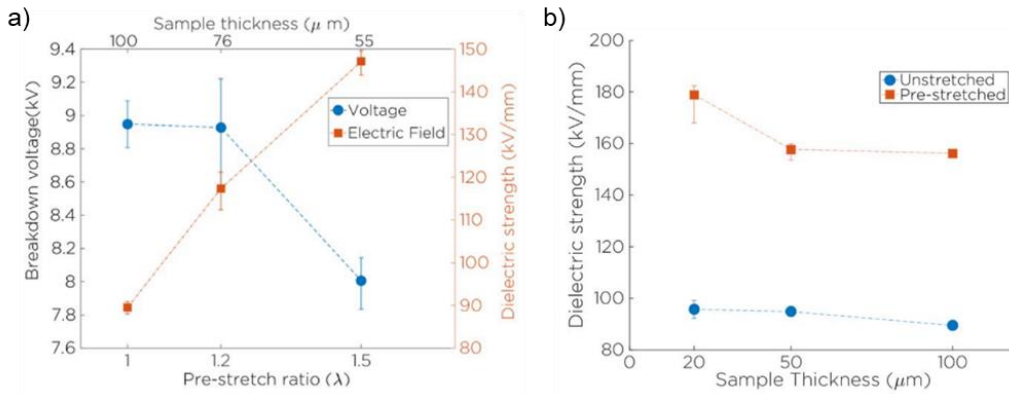 a)
Sample thickness (μ m)
100 76 55
9.4
9.2
9
8.8
8.6
8.4
8.2
8
7.8
7.6
Breakdown voltage(kV)
150
140
130
120
110
100
90
80
Dielectric strength (kV/mm)
Voltage
Electric Field
1 1.2 1.5
Pre-stretch ratio (λ)
b)
200
180
160
140
120
100
80
Dielectric strength (kV/mm)
Unstretched
Pre-stretched
0 20 50 100
Sample Thickness (μm)